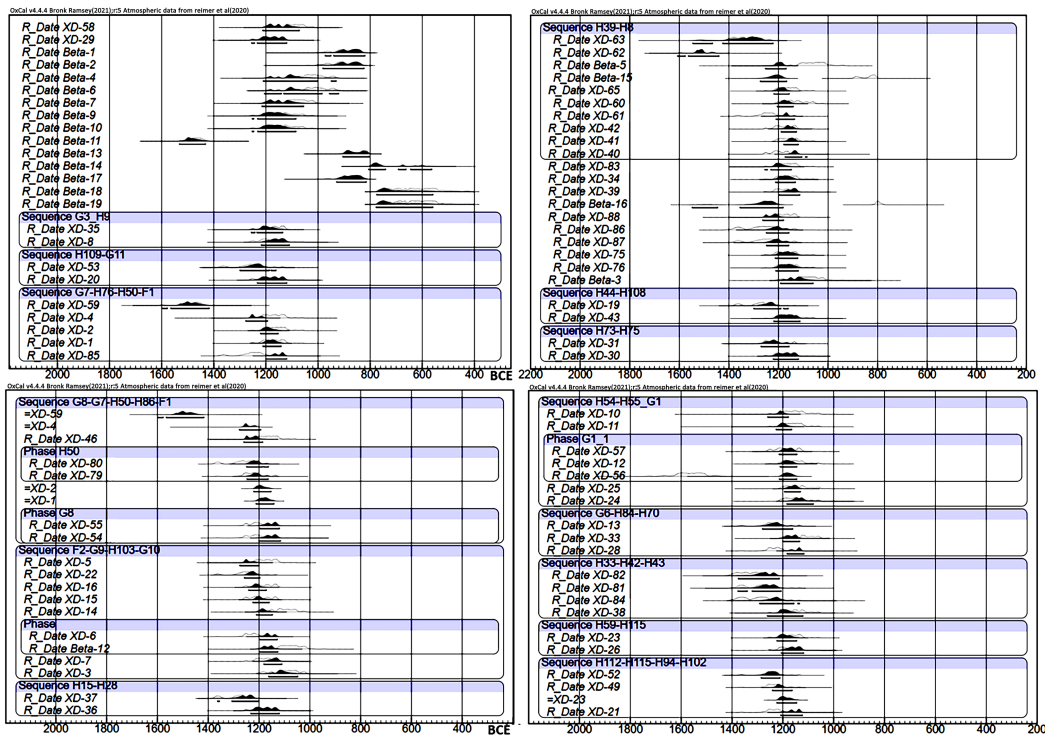 OxCal v4.4.4 Bronk Ramsey(2021);r:5 Atmospheric data from reimer et al(2020)
R_Date XD-58
R_Date XD-29
R_Date Beta-1
R_Date Beta-2
R_Date Beta-4
R_Date Beta-6
R_Date Beta-7
R_Date Beta-9
R_Date Beta-10
R_Date Beta-11
R_Date Beta-13
R_Date Beta-14
R_Date Beta-17
R_Date Beta-18
R_Date Beta-19
Sequence G3_H9
R_Date XD-35
R_Date XD-8
Sequence H109-G11
R_Date XD-53
R_Date XD-20
Sequence G7-H76-H50-F1
R_Date XD-59
R_Date XD-4
R_Date XD-2
R_Date XD-1
R_Date XD-85
1400 1200 1000 800 600 400 BCE
OxCal v4.4.4 Bronk Ramsey(2021);r:5 Atmospheric data from reimer et al(2020)
Sequence H39-H8
R_Date XD-63
R_Date XD-62
R_Date Beta-5
R_Date Beta-15
R_Date XD-65
R_Date XD-60
R_Date XD-61
R_Date XD-42
R_Date XD-41
R_Date XD-40
R_Date XD-83
R_Date XD-34
R_Date XD-39
R_Date Beta-16
R_Date XD-88
R_Date XD-86
R_Date XD-87
R_Date XD-75
R_Date XD-76
R_Date Beta-3
Sequence H44-H108
R_Date XD-19
R_Date XD-43
Sequence H73-H75
R_Date XD-31
R_Date XD-30
2200 2000 1800 1600 1400 1200 1000 800 600 400 200
OxCal v4.4.4 Bronk Ramsey(2021);r:5 Atmospheric data from reimer et al(2020)
Sequence G8-G7-H50-H86-F1
=XD-59
=XD-4
R_Date XD-46
Phase H50
R_Date XD-80
R_Date XD-79
=XD-2
=XD-1
Phase G8
R_Date XD-55
R_Date XD-54
Sequence F2-G9-H103-G10
R_Date XD-5
R_Date XD-22
R_Date XD-16
R_Date XD-15
R_Date XD-14
Phase
R_Date XD-6
R_Date Beta-12
R_Date XD-7
R_Date XD-3
Sequence H15-H28
R_Date XD-37
R_Date XD-36
2000 1800 1600 1400 1200 1000 800 600 400 BCE
OxCal v4.4.4 Bronk Ramsey(2021);r:5 Atmospheric data from reimer et al(2020)
Sequence H54-H55_G1
R_Date XD-10
R_Date XD-11
Phase G1_1
R_Date XD-57
R_Date XD-12
R_Date XD-56
R_Date XD-25
R_Date XD-24
Sequence G6-H84-H70
R_Date XD-13
R_Date XD-33
R_Date XD-28
Sequence H33-H42-H43
R_Date XD-82
R_Date XD-81
R_Date XD-84
R_Date XD-38
Sequence H59-H115
R_Date XD-23
R_Date XD-26
Sequence H112-H115-H94-H102
R_Date XD-52
R_Date XD-49
=XD-23
R_Date XD-21
2000 1800 1600 1400 1200 1000 800 600 400 200 0